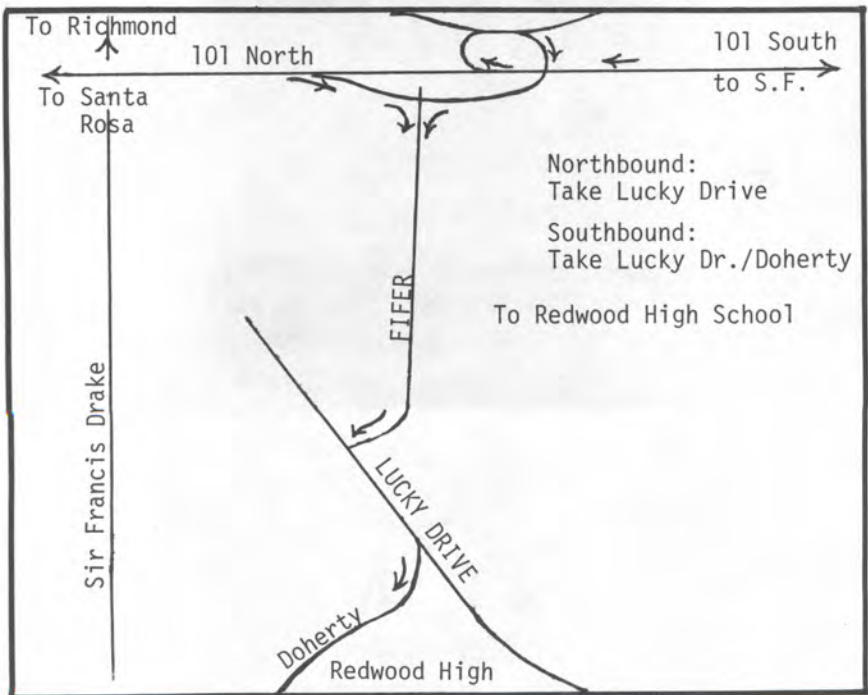 To Richmond
101 North
101 South
To Santa
Rosa
to S.F.
Northbound:
Take Lucky Drive
Southbound:
Take Lucky Dr./Doherty
To Redwood High School
FIFER
Sir Francis Drake
LUCKY DRIVE
Doherty
Redwood High